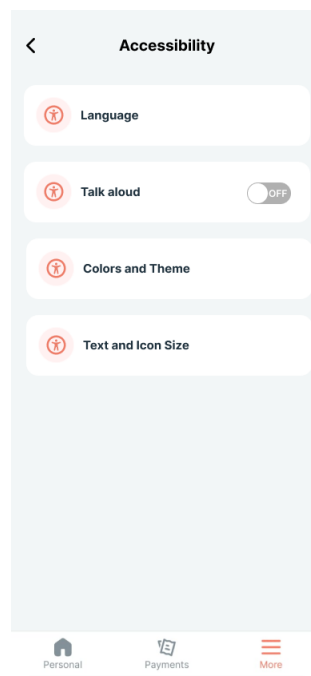 Accessibility
Language
Talk aloud
OFF
Colors and Theme
Text and Icon Size
Personal
Payments
More